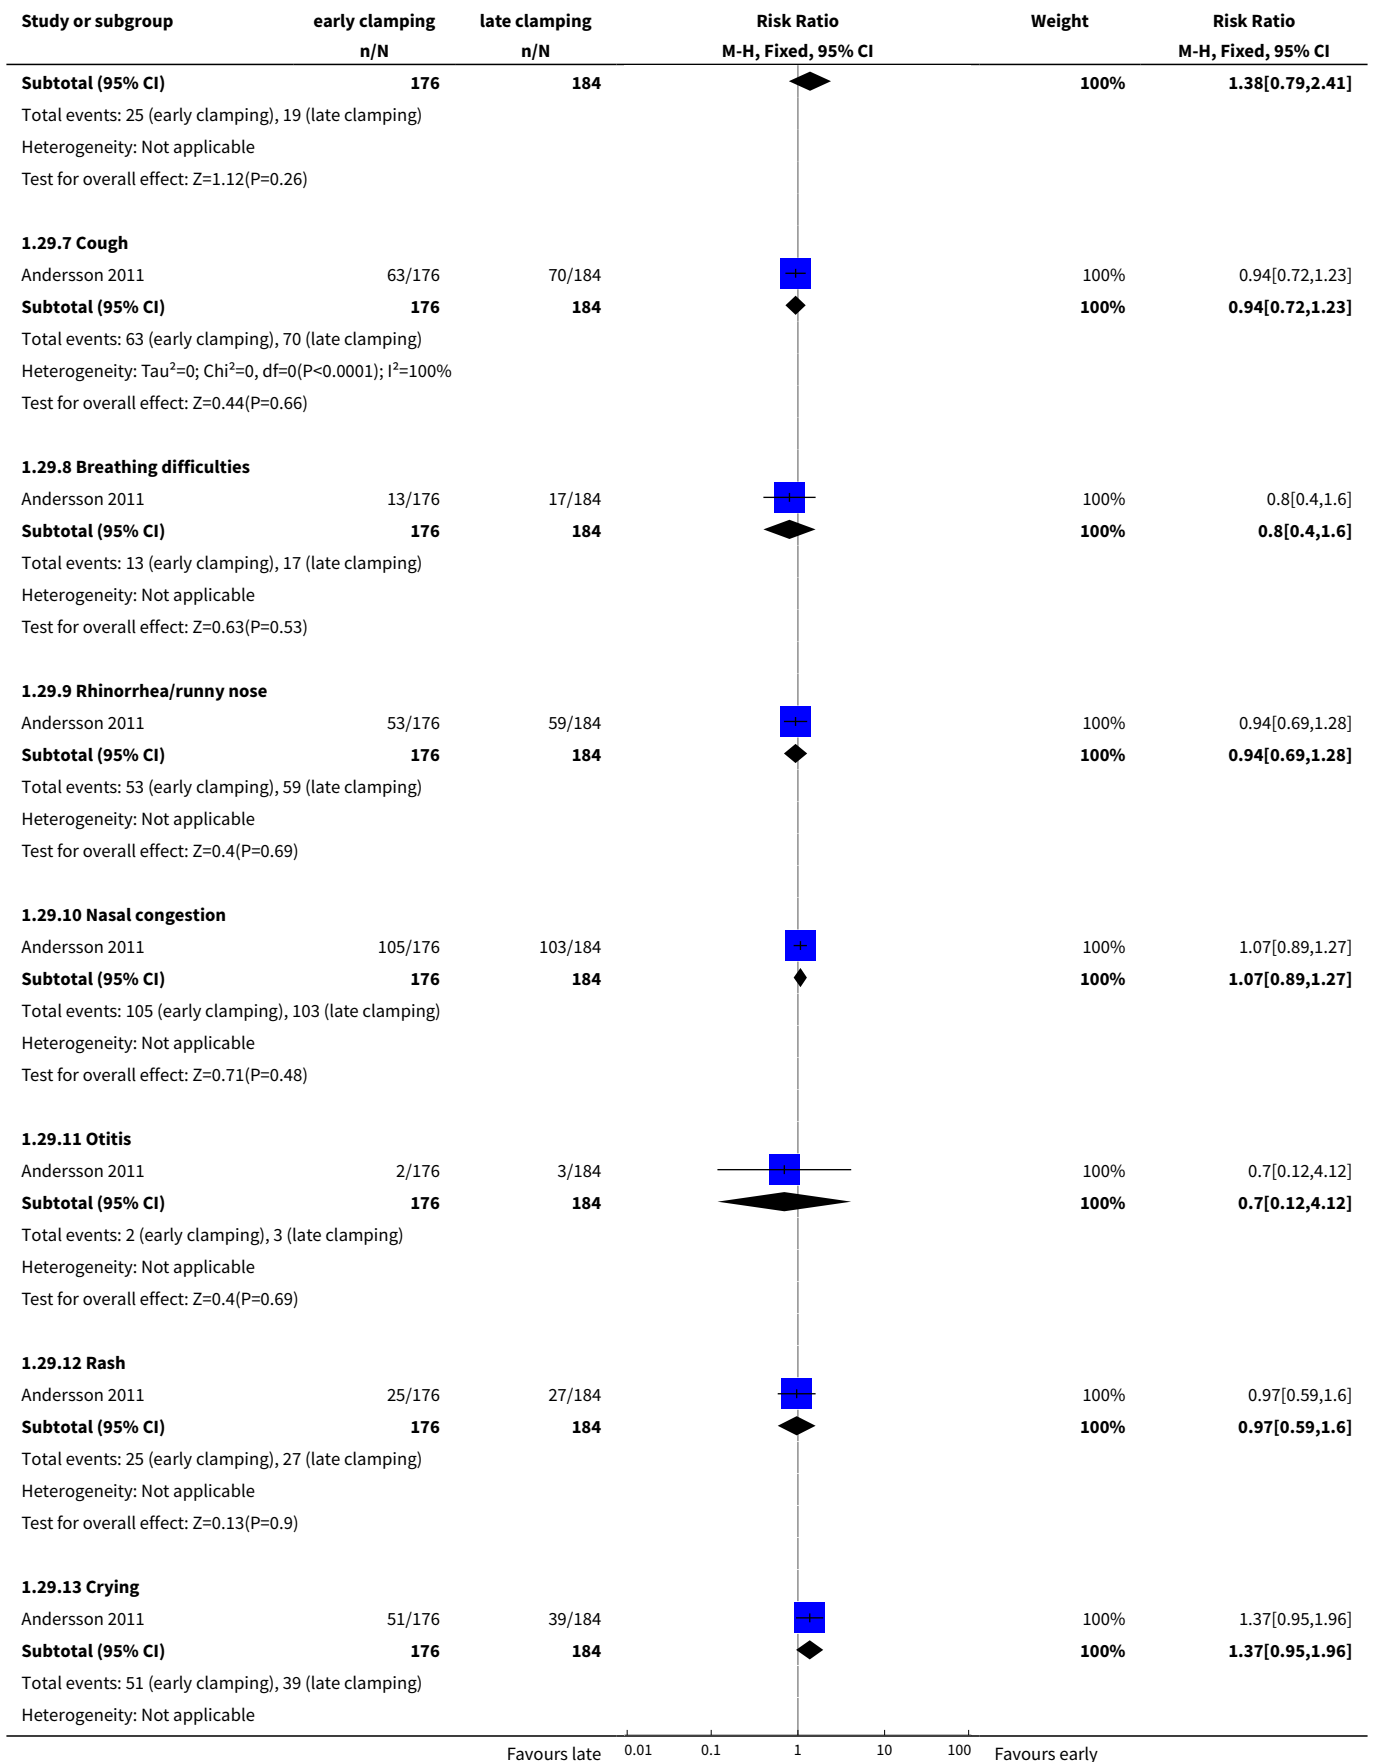 Study or subgroup early clamping late clamping Risk Ratio Weight Risk Ratio
n/N n/N M-H, Fixed, 95% CI M-H, Fixed, 95% CI
Subtotal (95% CI) 176 184 100% 1.38[0.79,2.41]
Total events: 25 (early clamping), 19 (late clamping)
Heterogeneity: Not applicable
Test for overall effect: Z=1.12(P=0.26)
1.29.7 Cough
Andersson 2011 63/176 70/184 100% 0.94[0.72,1.23]
Subtotal (95% CI) 176 184 100% 0.94[0.72,1.23]
Total events: 63 (early clamping), 70 (late clamping)
Heterogeneity: Tau²=0; Chi²=0, df=0(P<0.0001); I²=100%
Test for overall effect: Z=0.44(P=0.66)
1.29.8 Breathing difficulties
Andersson 2011 13/176 17/184 100% 0.8[0.4,1.6]
Subtotal (95% CI) 176 184 100% 0.8[0.4,1.6]
Total events: 13 (early clamping), 17 (late clamping)
Heterogeneity: Not applicable
Test for overall effect: Z=0.63(P=0.53)
1.29.9 Rhinorrhea/runny nose
Andersson 2011 53/176 59/184 100% 0.94[0.69,1.28]
Subtotal (95% CI) 176 184 100% 0.94[0.69,1.28]
Total events: 53 (early clamping), 59 (late clamping)
Heterogeneity: Not applicable
Test for overall effect: Z=0.4(P=0.69)
1.29.10 Nasal congestion
Andersson 2011 105/176 103/184 100% 1.07[0.89,1.27]
Subtotal (95% CI) 176 184 100% 1.07[0.89,1.27]
Total events: 105 (early clamping), 103 (late clamping)
Heterogeneity: Not applicable
Test for overall effect: Z=0.71(P=0.48)
1.29.11 Otitis
Andersson 2011 2/176 3/184 100% 0.7[0.12,4.12]
Subtotal (95% CI) 176 184 100% 0.7[0.12,4.12]
Total events: 2 (early clamping), 3 (late clamping)
Heterogeneity: Not applicable
Test for overall effect: Z=0.4(P=0.69)
1.29.12 Rash
Andersson 2011 25/176 27/184 100% 0.97[0.59,1.6]
Subtotal (95% CI) 176 184 100% 0.97[0.59,1.6]
Total events: 25 (early clamping), 27 (late clamping)
Heterogeneity: Not applicable
Test for overall effect: Z=0.13(P=0.9)
1.29.13 Crying
Andersson 2011 51/176 39/184 100% 1.37[0.95,1.96]
Subtotal (95% CI) 176 184 100% 1.37[0.95,1.96]
Total events: 51 (early clamping), 39 (late clamping)
Heterogeneity: Not applicable
Favours late 0.01 0.1 1 10 100 Favours early